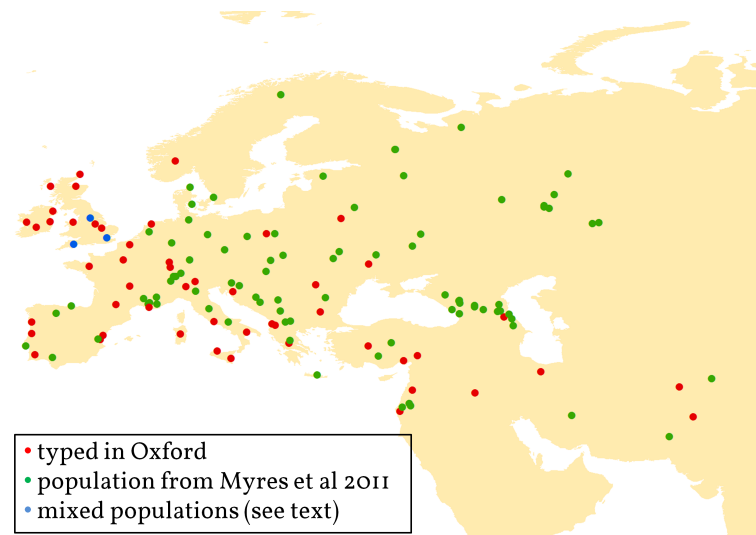 typed in Oxford
population from Myres et al 2011
mixed populations (see text)